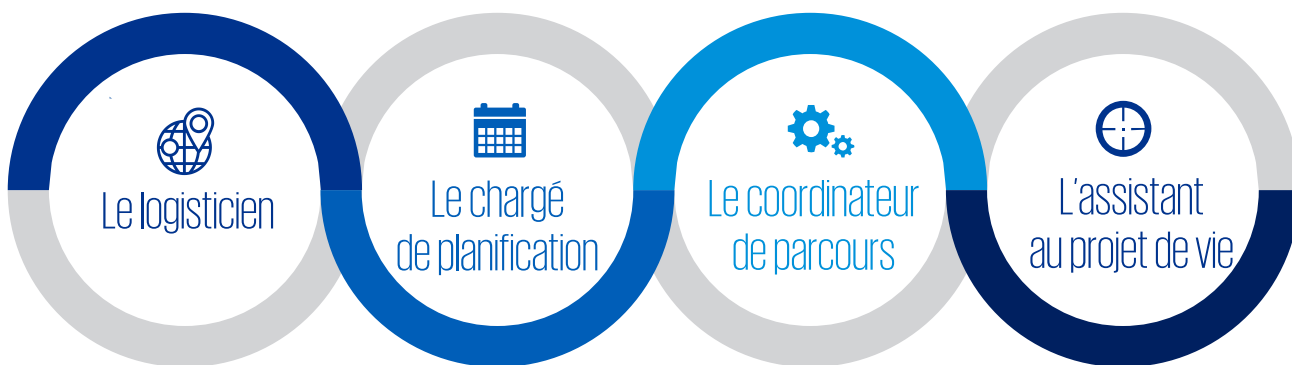 Le logisticien
Le chargé
de planification
Le coordinateur
de parcours
L'assistant
au projet de vie